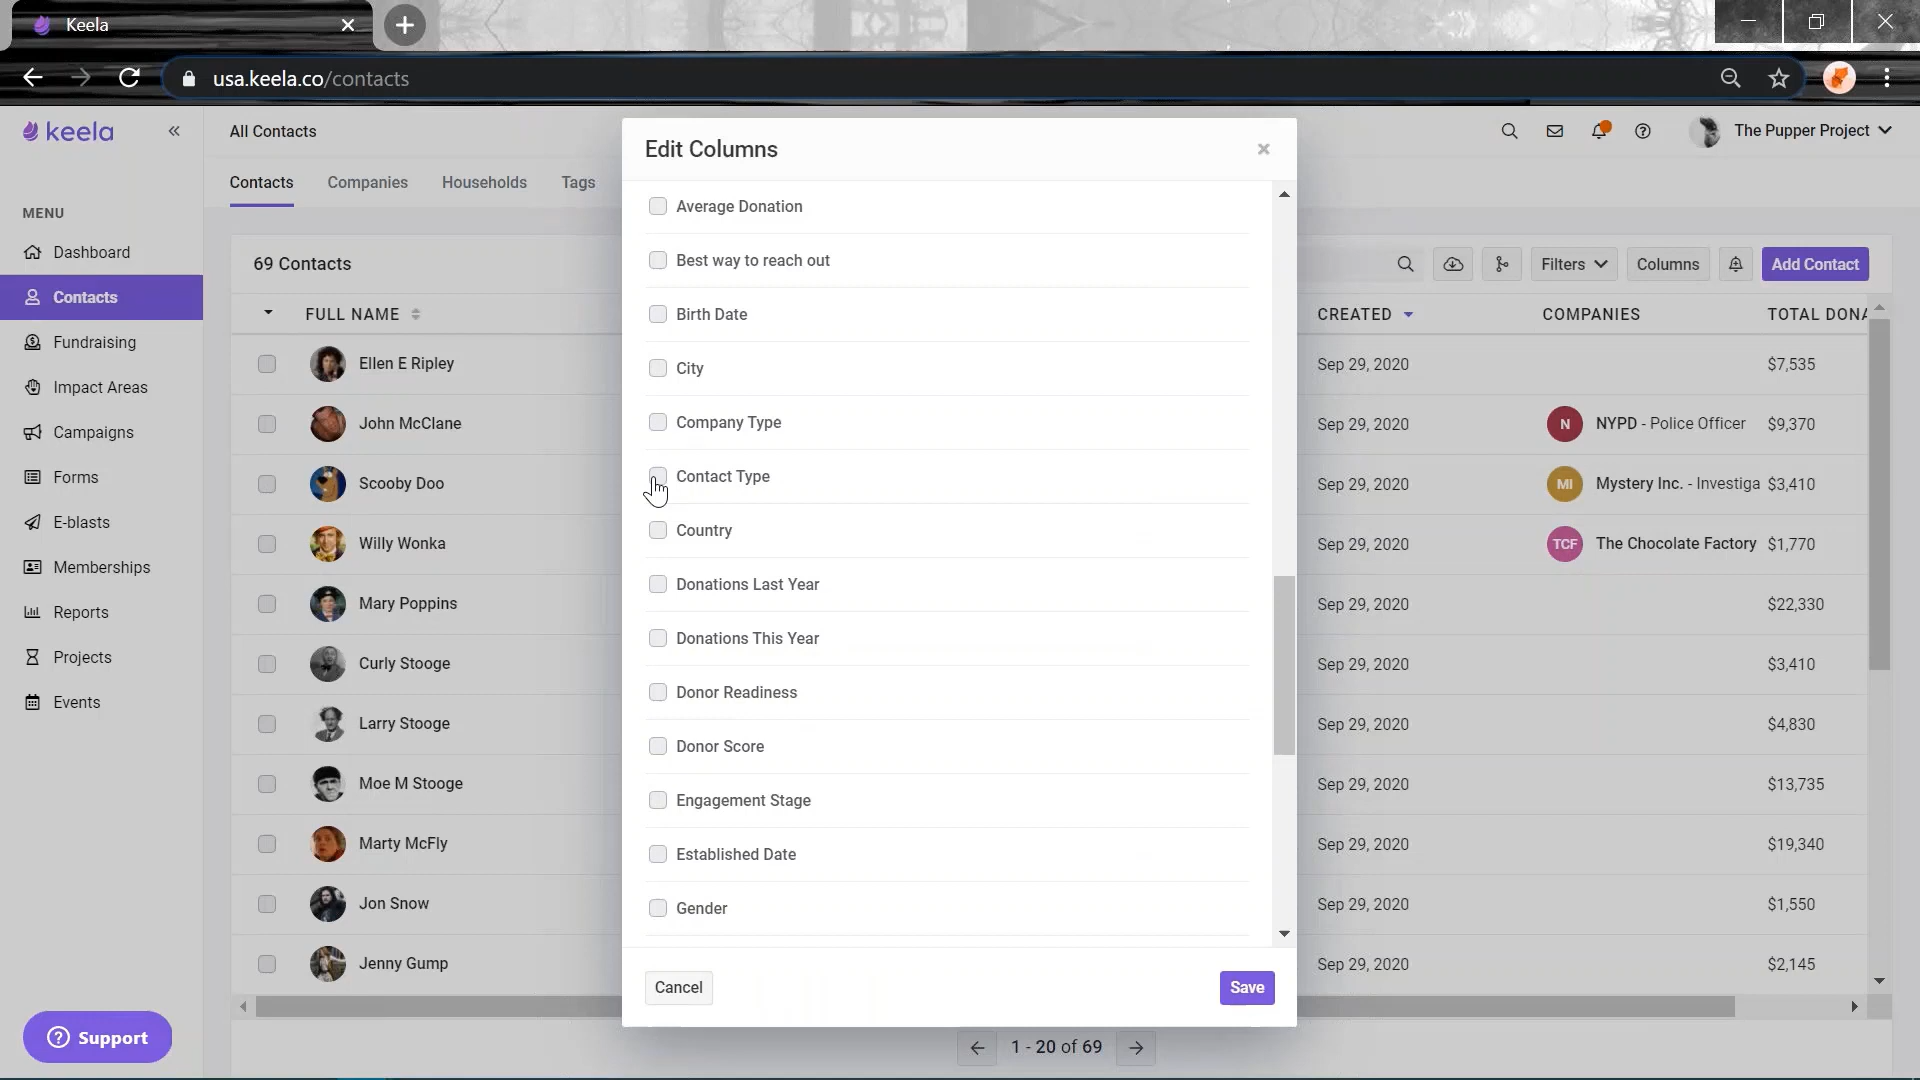 Keela
usa.keela.co/contacts
keela
All Contacts
The Pupper Project
Contacts Companies Households Tags
MENU
Dashboard
Contacts
Fundraising
Impact Areas
Campaigns
Forms
E-blasts
Memberships
Reports
Projects
Events
Support
69 Contacts
Filters
Columns
Add Contact
FULL NAME
CREATED
COMPANIES
TOTAL DONA
Ellen E Ripley Sep 29, 2020 $7,535
John McClane Sep 29, 2020 N NYPD - Police Officer $9,370
Scooby Doo Sep 29, 2020 MI Mystery Inc. - Investiga $3,410
Willy Wonka Sep 29, 2020 TCF The Chocolate Factory $1,770
Mary Poppins Sep 29, 2020 $22,330
Curly Stooge Sep 29, 2020 $3,410
Larry Stooge Sep 29, 2020 $4,830
Moe M Stooge Sep 29, 2020 $13,735
Marty McFly Sep 29, 2020 $19,340
Jon Snow Sep 29, 2020 $1,550
Jenny Gump Sep 29, 2020 $2,145
1 - 20 of 69
Edit Columns
Average Donation
Best way to reach out
Birth Date
City
Company Type
Contact Type
Country
Donations Last Year
Donations This Year
Donor Readiness
Donor Score
Engagement Stage
Established Date
Gender
Cancel
Save